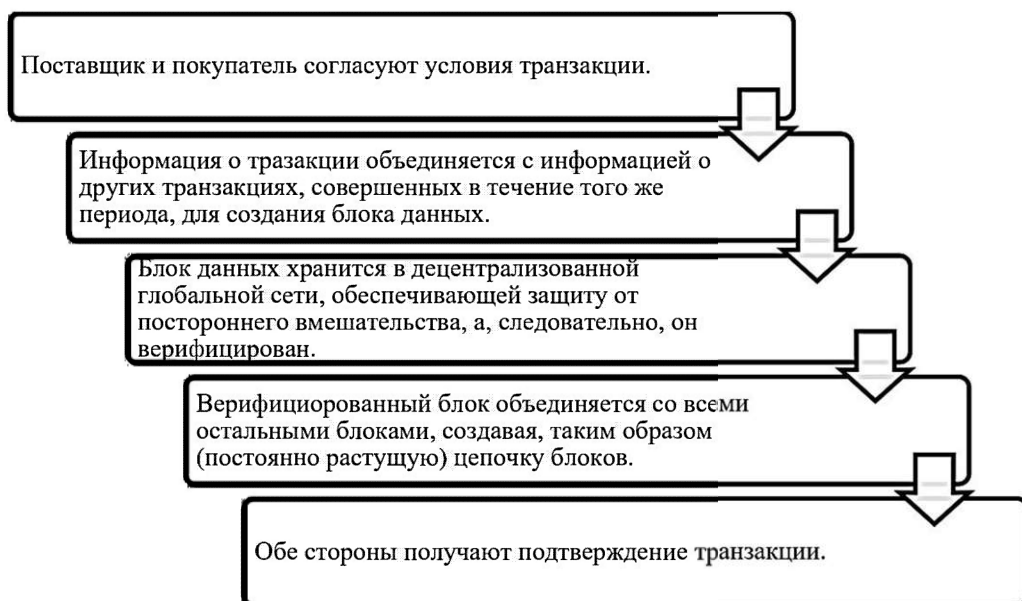 Поставщик и покупатель согласуют условия транзакции.
Информация о тразакции объединяется с информацией о
других транзакциях, совершенных в течение того же
периода, для создания блока данных.
Блок данных хранится в децентрализованной
глобальной сети, обеспечивающей защиту от
постороннего вмешательства, а, следовательно, он
верифицирован.
Верифициорованный блок объединяется со всеми
остальными блоками, создавая, таким образом
(постоянно растущую) цепочку блоков.
Обе стороны получают подтверждение транзакции.